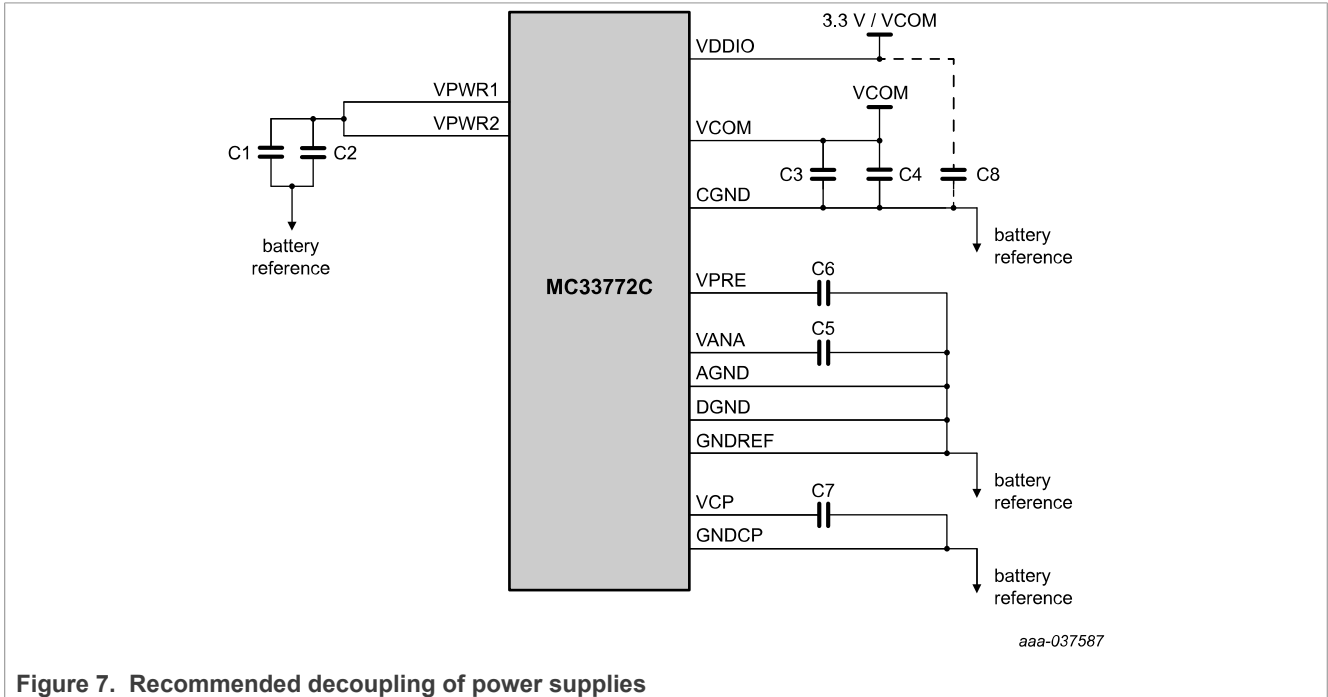 3.3 V / VCOM
VDDIO
VPWR1
VPWR2
VCOM
VCOM
C1
C2
C3
C4
C8
CGND
battery
reference
battery
reference
MC33772C
VPRE
C6
VANA
C5
AGND
DGND
GNDREF
battery
reference
VCP
C7
GNDCP
battery
reference
aaa-037587
Figure 7. Recommended decoupling of power supplies